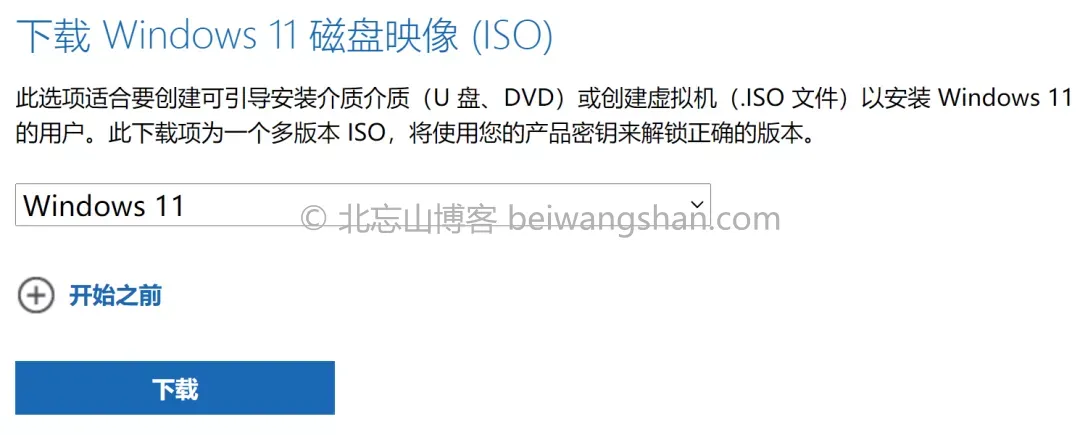 下载 Windows 11 磁盘映像 (ISO)
此选项适合要创建可引导安装介质介质（U 盘、DVD）或创建虚拟机（.ISO 文件）以安装 Windows 11
的用户。此下载项为一个多版本 ISO，将使用您的产品密钥来解锁正确的版本。
Windows 11
© 北忘山博客 beiwangshan.com
开始之前
下载